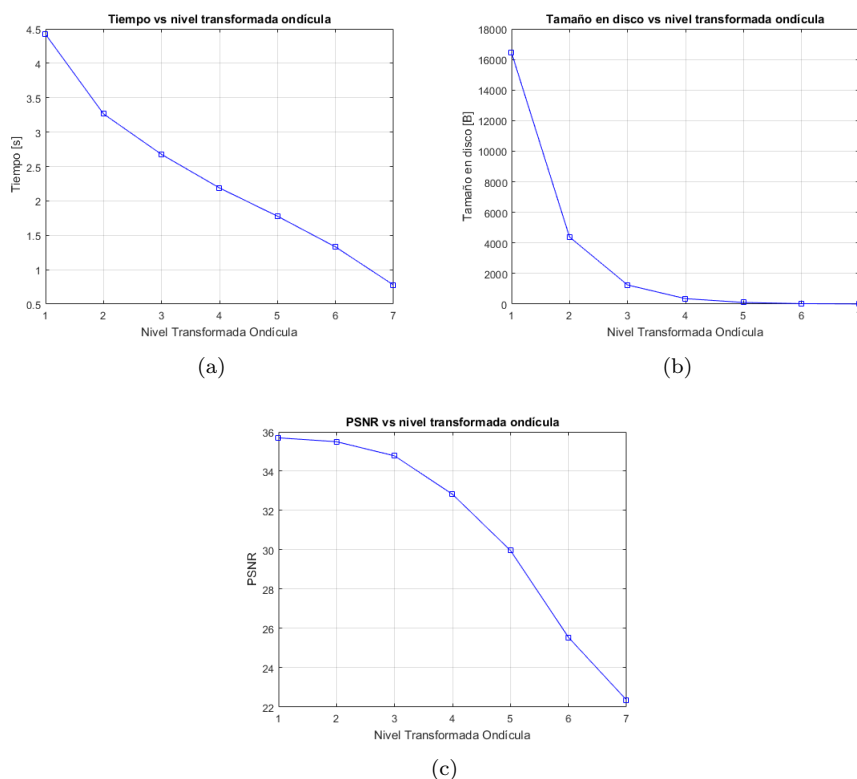 Tiempo vs nivel transformada ondícula
Tiempo [s]
4.5
4
3.5
3
2.5
2
1.5
1
0.5
1 2 3 4 5 6 7
Nivel Transformada Ondícula
(a)
Tamaño en disco vs nivel transformada ondícula
Tamaño en disco [B]
18000
16000
14000
12000
10000
8000
6000
4000
2000
0
1 2 3 4 5 6
Nivel Transformada Ondícula
(b)
PSNR vs nivel transformada ondícula
PSNR
36
34
32
30
28
26
24
22
1 2 3 4 5 6 7
Nivel Transformada Ondícula
(c)